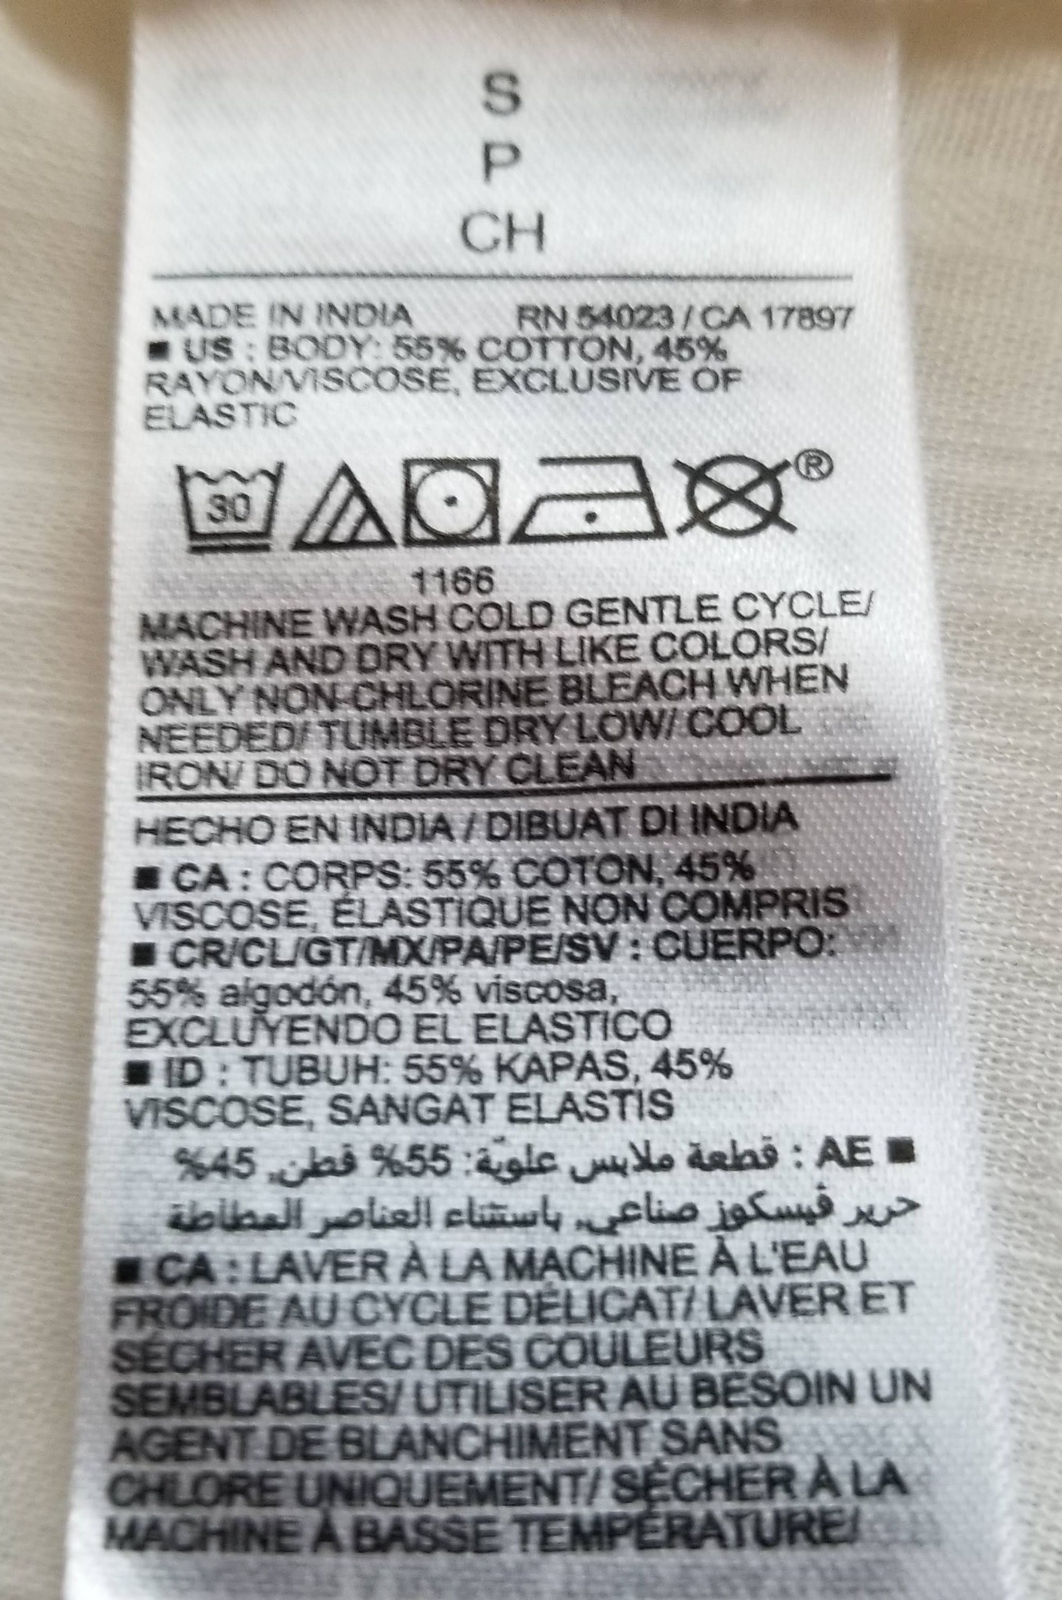 S
P
CH
MADE IN INDIA RN 54023 / CA 17897
■ US : BODY: 55% COTTON, 45%
RAYON/VISCOSE, EXCLUSIVE OF
ELASTIC
30 ®
1166
MACHINE WASH COLD GENTLE CYCLE/
WASH AND DRY WITH LIKE COLORS/
ONLY NON-CHLORINE BLEACH WHEN
NEEDED/ TUMBLE DRY LOW/ COOL
IRON/ DO NOT DRY CLEAN
HECHO EN INDIA / DIBUAT DI INDIA
■ CA : CORPS: 55% COTON, 45%
VISCOSE, ÉLASTIQUE NON COMPRIS
■ CR/CL/GT/MX/PA/PE/SV : CUERPO:
55% algodón, 45% viscosa,
EXCLUYENDO EL ELASTICO
■ ID : TUBUH: 55% KAPAS, 45%
VISCOSE, SANGAT ELASTIS
■ AE : قطعة ملابس علويّة: 55% قطن, 45%
حرير ڤيسكوز صناعي, باستثناء العناصر المطاطة
■ CA : LAVER À LA MACHINE À L'EAU
FROIDE AU CYCLE DÉLICAT/ LAVER ET
SÉCHER AVEC DES COULEURS
SEMBLABLES/ UTILISER AU BESOIN UN
AGENT DE BLANCHIMENT SANS
CHLORE UNIQUEMENT/ SÉCHER À LA
MACHINE À BASSE TEMPÉRATURE/